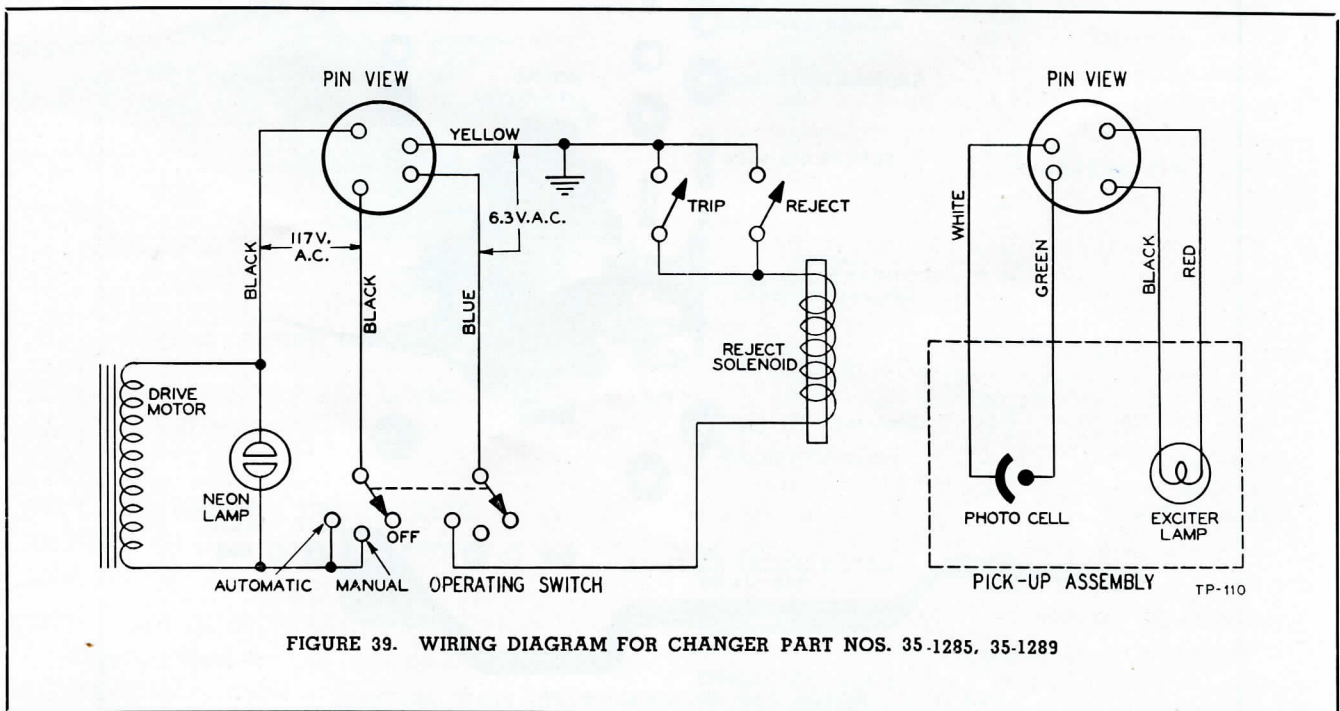 PIN VIEW
PIN VIEW
YELLOW
6.3 V.A.C.
TRIP
REJECT
117 V.
A.C.
BLACK
BLACK
BLUE
WHITE
GREEN
BLACK
RED
REJECT
SOLENOID
DRIVE
MOTOR
NEON
LAMP
OFF
AUTOMATIC
MANUAL
OPERATING SWITCH
PHOTO CELL
EXCITER
LAMP
PICK-UP ASSEMBLY
TP-110
FIGURE 39. WIRING DIAGRAM FOR CHANGER PART NOS. 35-1285, 35-1289